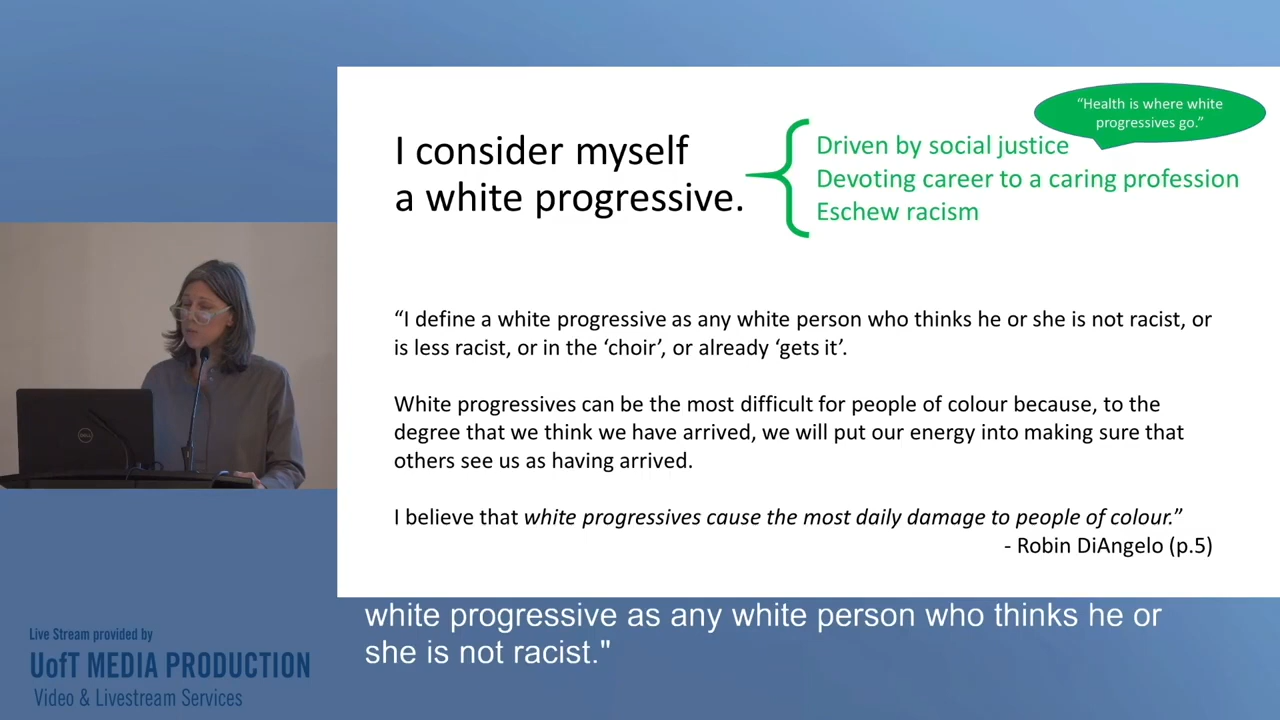 "Health is where white
progressives go."
I consider myself
a white progressive.
Driven by social justice
Devoting career to a caring profession
Eschew racism
“I define a white progressive as any white person who thinks he or she is not racist, or
is less racist, or in the ‘choir’, or already ‘gets it’.
White progressives can be the most difficult for people of colour because, to the
degree that we think we have arrived, we will put our energy into making sure that
others see us as having arrived.
I believe that white progressives cause the most daily damage to people of colour.”
- Robin DiAngelo (p.5)
DELL
white progressive as any white person who thinks he or
she is not racist."
Live Stream provided by
UofT MEDIA PRODUCTION
Video & Livestream Services